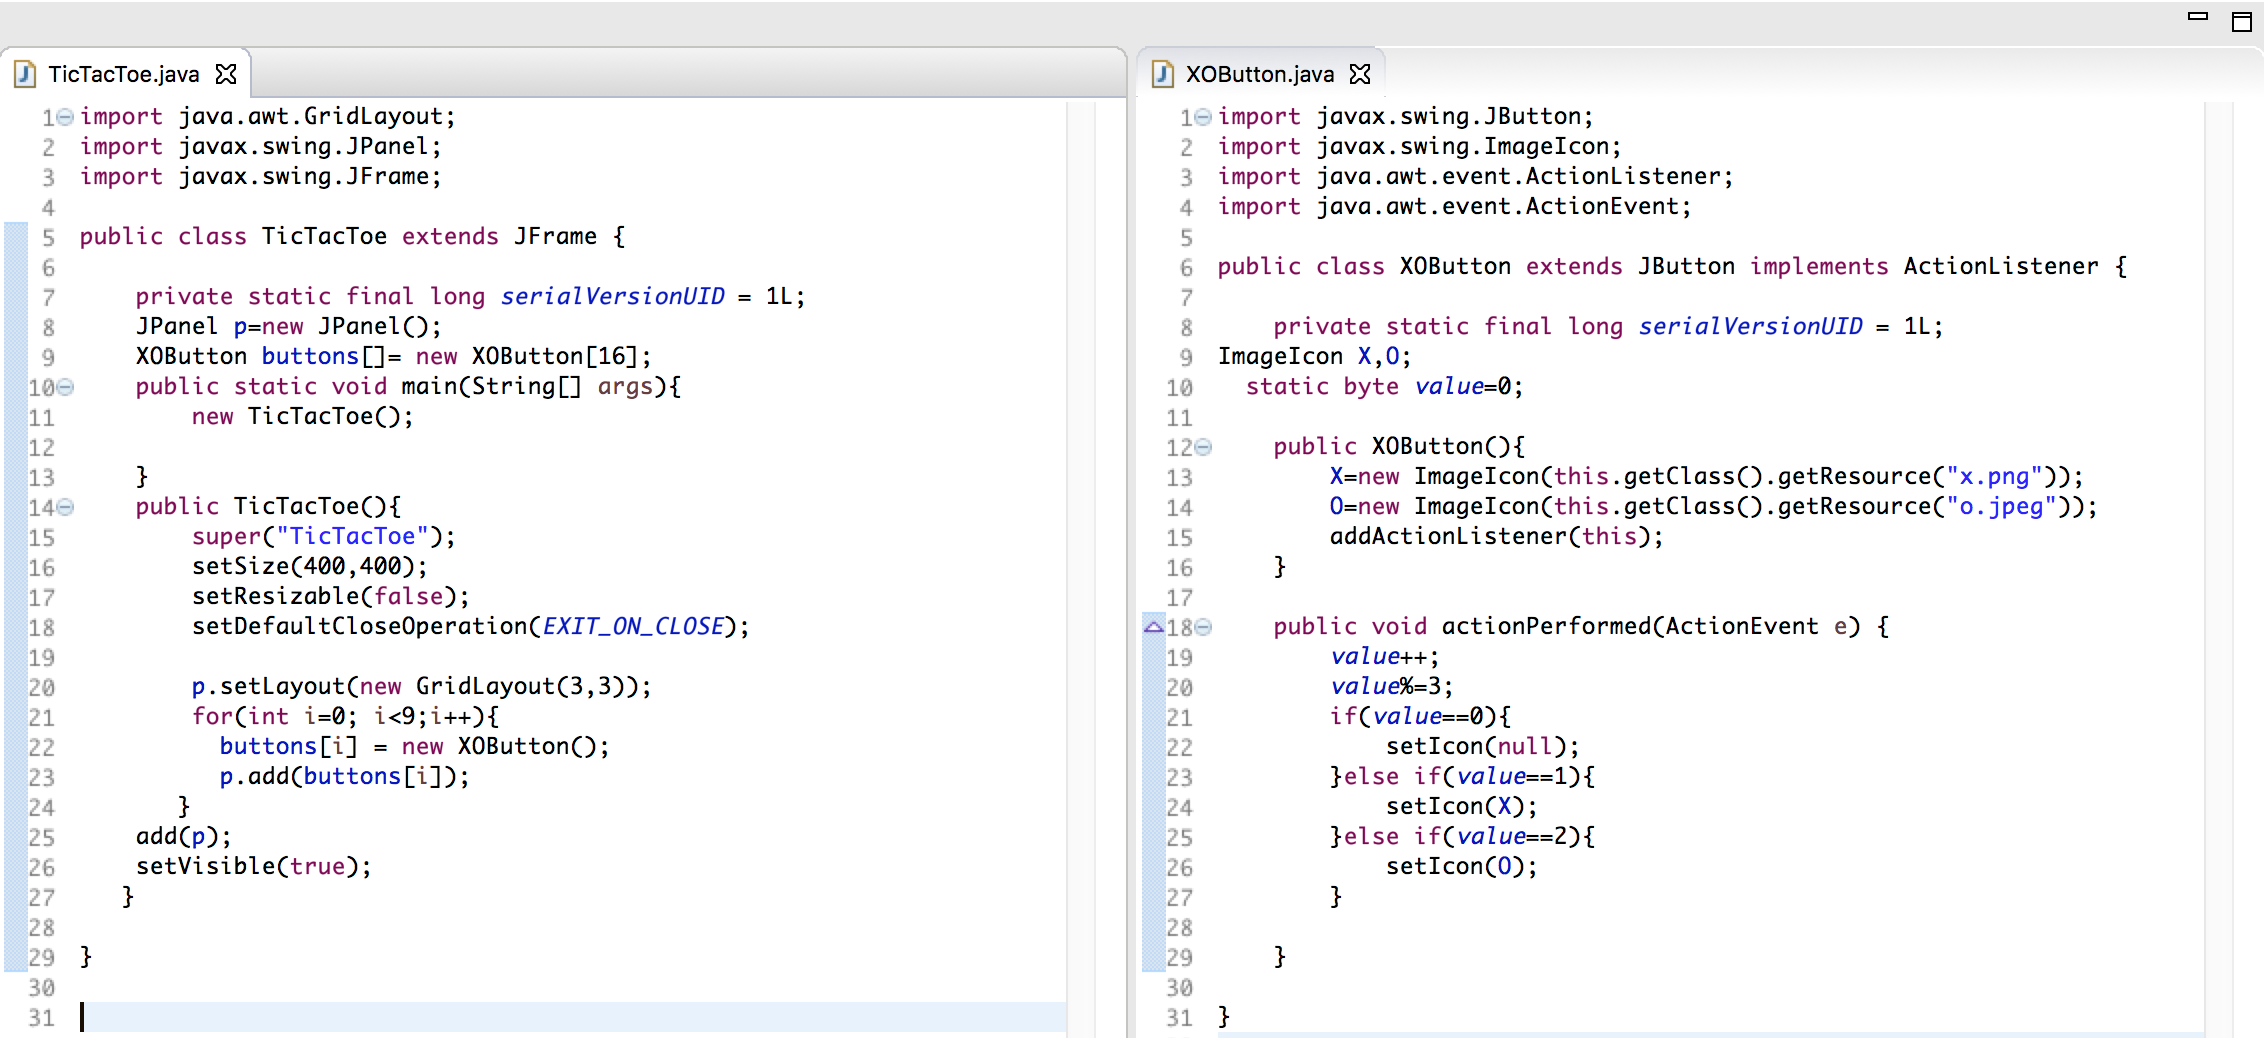 TicTacToe.java
1 import java.awt.GridLayout;
2 import javax.swing.JPanel;
3 import javax.swing.JFrame;
4
5 public class TicTacToe extends JFrame {
6
7     private static final long serialVersionUID = 1L;
8     JPanel p=new JPanel();
9     XOButton buttons[]= new XOButton[16];
10     public static void main(String[] args){
11         new TicTacToe();
12
13     }
14     public TicTacToe(){
15         super("TicTacToe");
16         setSize(400,400);
17         setResizable(false);
18         setDefaultCloseOperation(EXIT_ON_CLOSE);
19
20         p.setLayout(new GridLayout(3,3));
21         for(int i=0; i<9;i++){
22           buttons[i] = new XOButton();
23           p.add(buttons[i]);
24        }
25     add(p);
26     setVisible(true);
27    }
28
29 }
30
31
XOButton.java
1 import javax.swing.JButton;
2 import javax.swing.ImageIcon;
3 import java.awt.event.ActionListener;
4 import java.awt.event.ActionEvent;
5
6 public class XOButton extends JButton implements ActionListener {
7
8     private static final long serialVersionUID = 1L;
9 ImageIcon X,O;
10   static byte value=0;
11
12     public XOButton(){
13         X=new ImageIcon(this.getClass().getResource("x.png"));
14         O=new ImageIcon(this.getClass().getResource("o.jpeg"));
15         addActionListener(this);
16     }
17
18     public void actionPerformed(ActionEvent e) {
19         value++;
20         value%=3;
21         if(value==0){
22             setIcon(null);
23         }else if(value==1){
24             setIcon(X);
25         }else if(value==2){
26             setIcon(O);
27         }
28
29     }
30
31 }